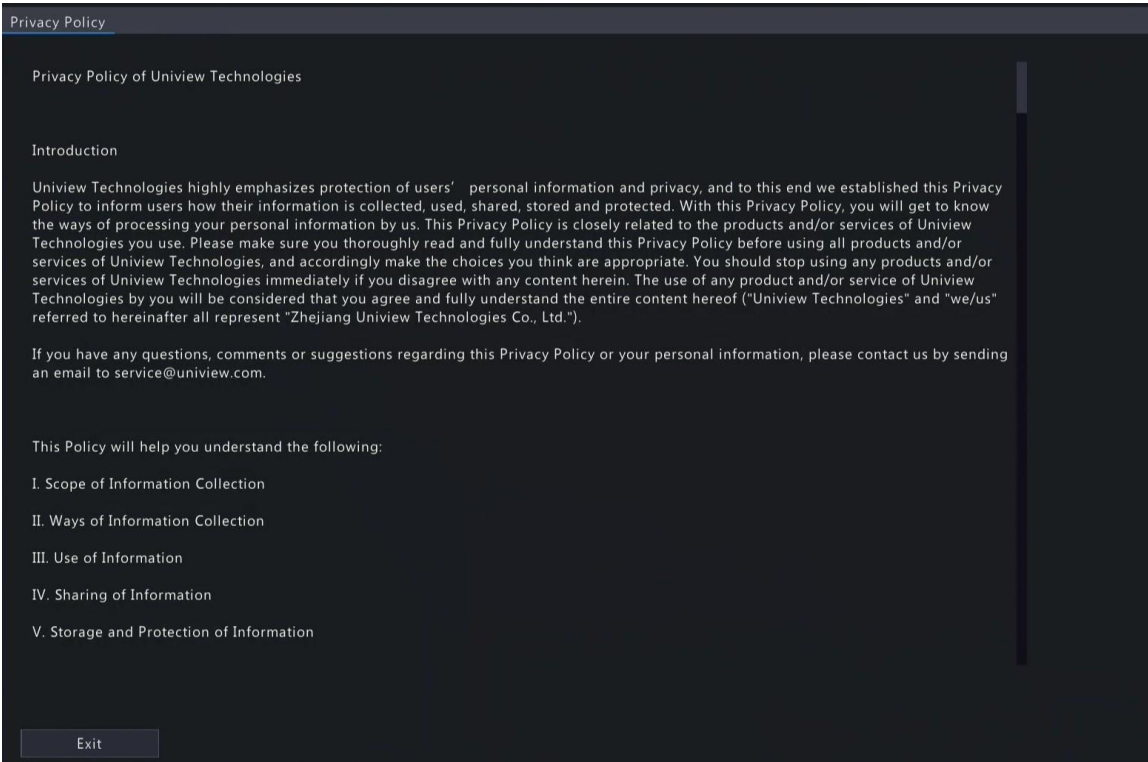 Privacy Policy
Privacy Policy of Uniview Technologies
Introduction
Uniview Technologies highly emphasizes protection of users’ personal information and privacy, and to this end we established this Privacy
Policy to inform users how their information is collected, used, shared, stored and protected. With this Privacy Policy, you will get to know
the ways of processing your personal information by us. This Privacy Policy is closely related to the products and/or services of Uniview
Technologies you use. Please make sure you thoroughly read and fully understand this Privacy Policy before using all products and/or
services of Uniview Technologies, and accordingly make the choices you think are appropriate. You should stop using any products and/or
services of Uniview Technologies immediately if you disagree with any content herein. The use of any product and/or service of Uniview
Technologies by you will be considered that you agree and fully understand the entire content hereof ("Uniview Technologies" and "we/us"
referred to hereinafter all represent "Zhejiang Uniview Technologies Co., Ltd.").
If you have any questions, comments or suggestions regarding this Privacy Policy or your personal information, please contact us by sending
an email to service@uniview.com.
This Policy will help you understand the following:
I. Scope of Information Collection
II. Ways of Information Collection
III. Use of Information
IV. Sharing of Information
V. Storage and Protection of Information
Exit